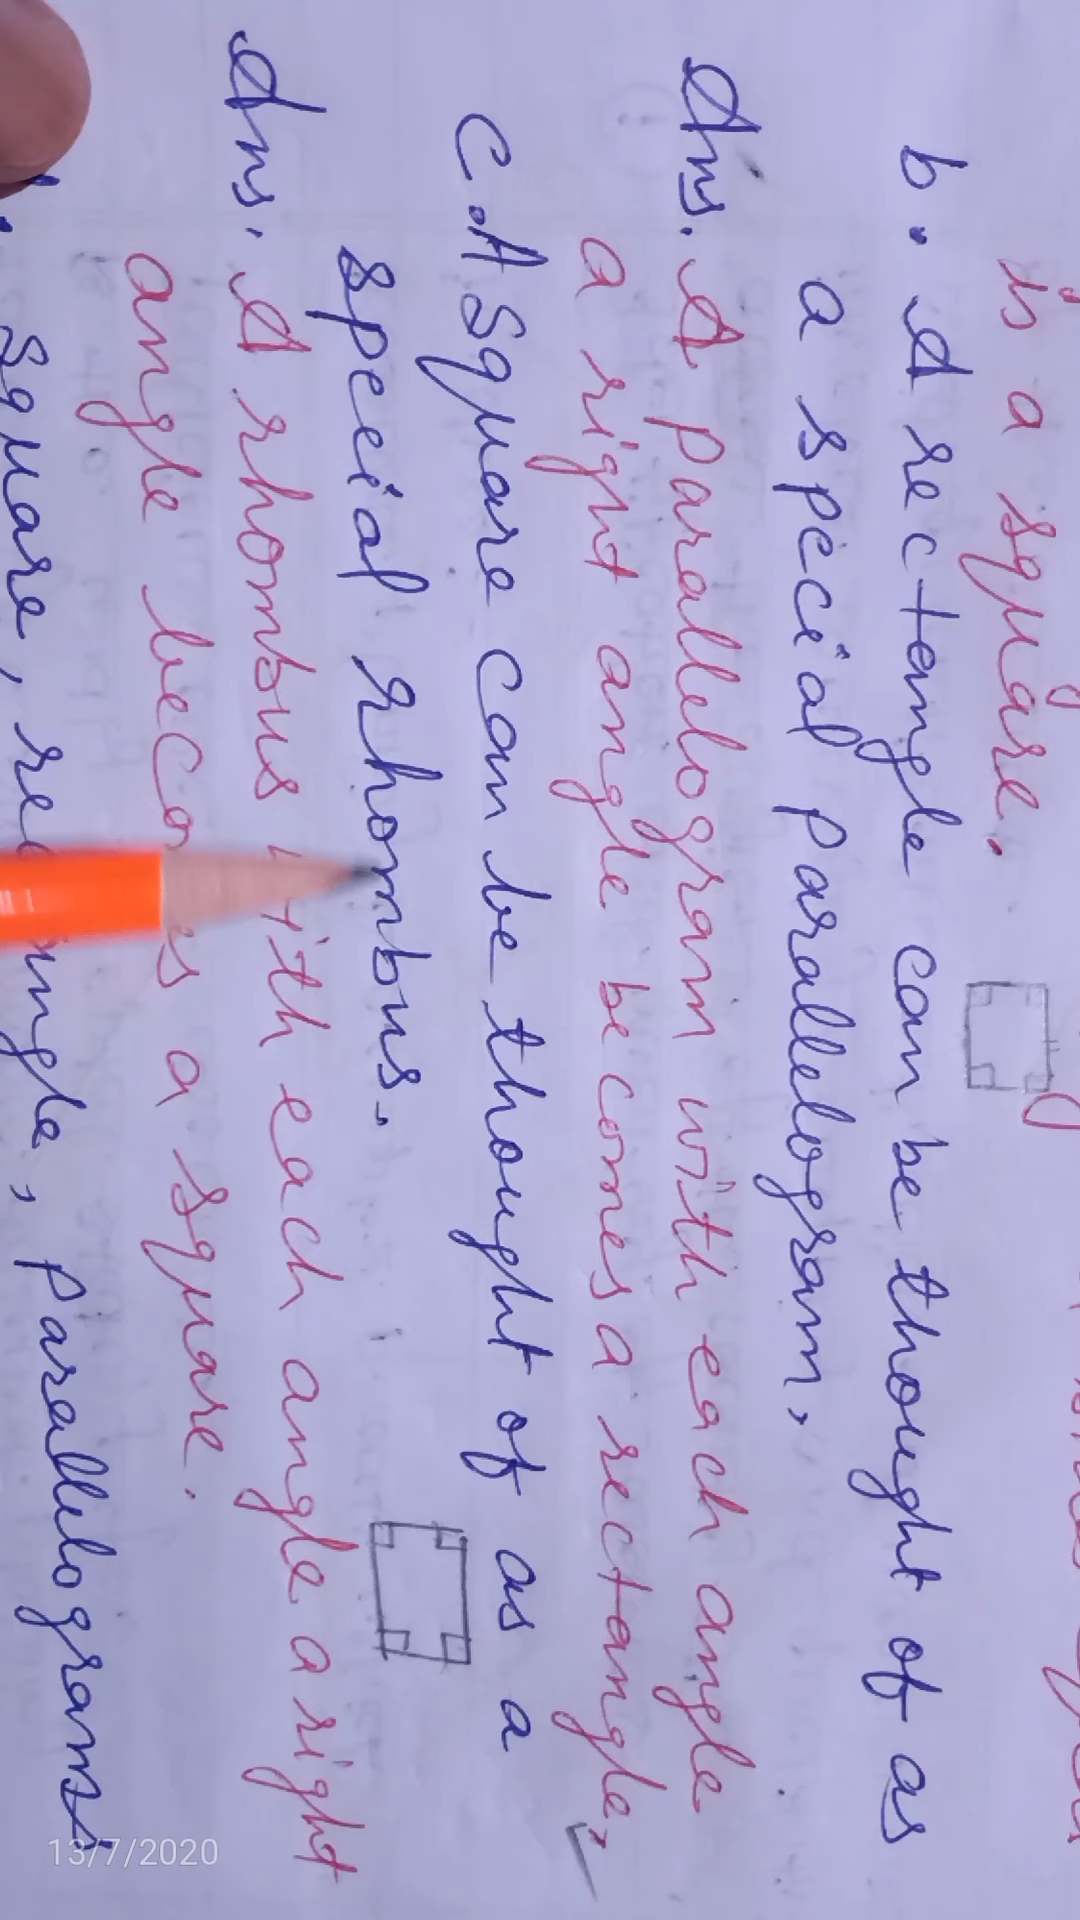 is a square.
b. A rectangle can be thought of as
a special parallelogram.
Ans. A parallelogram with each angle
a right angle becomes a rectangle.
c. A Square can be thought of as a
special rhombus.
Ans. A rhombus with each angle a right
angle becomes a square.
Square, rectangle, parallelograms
13/7/2020